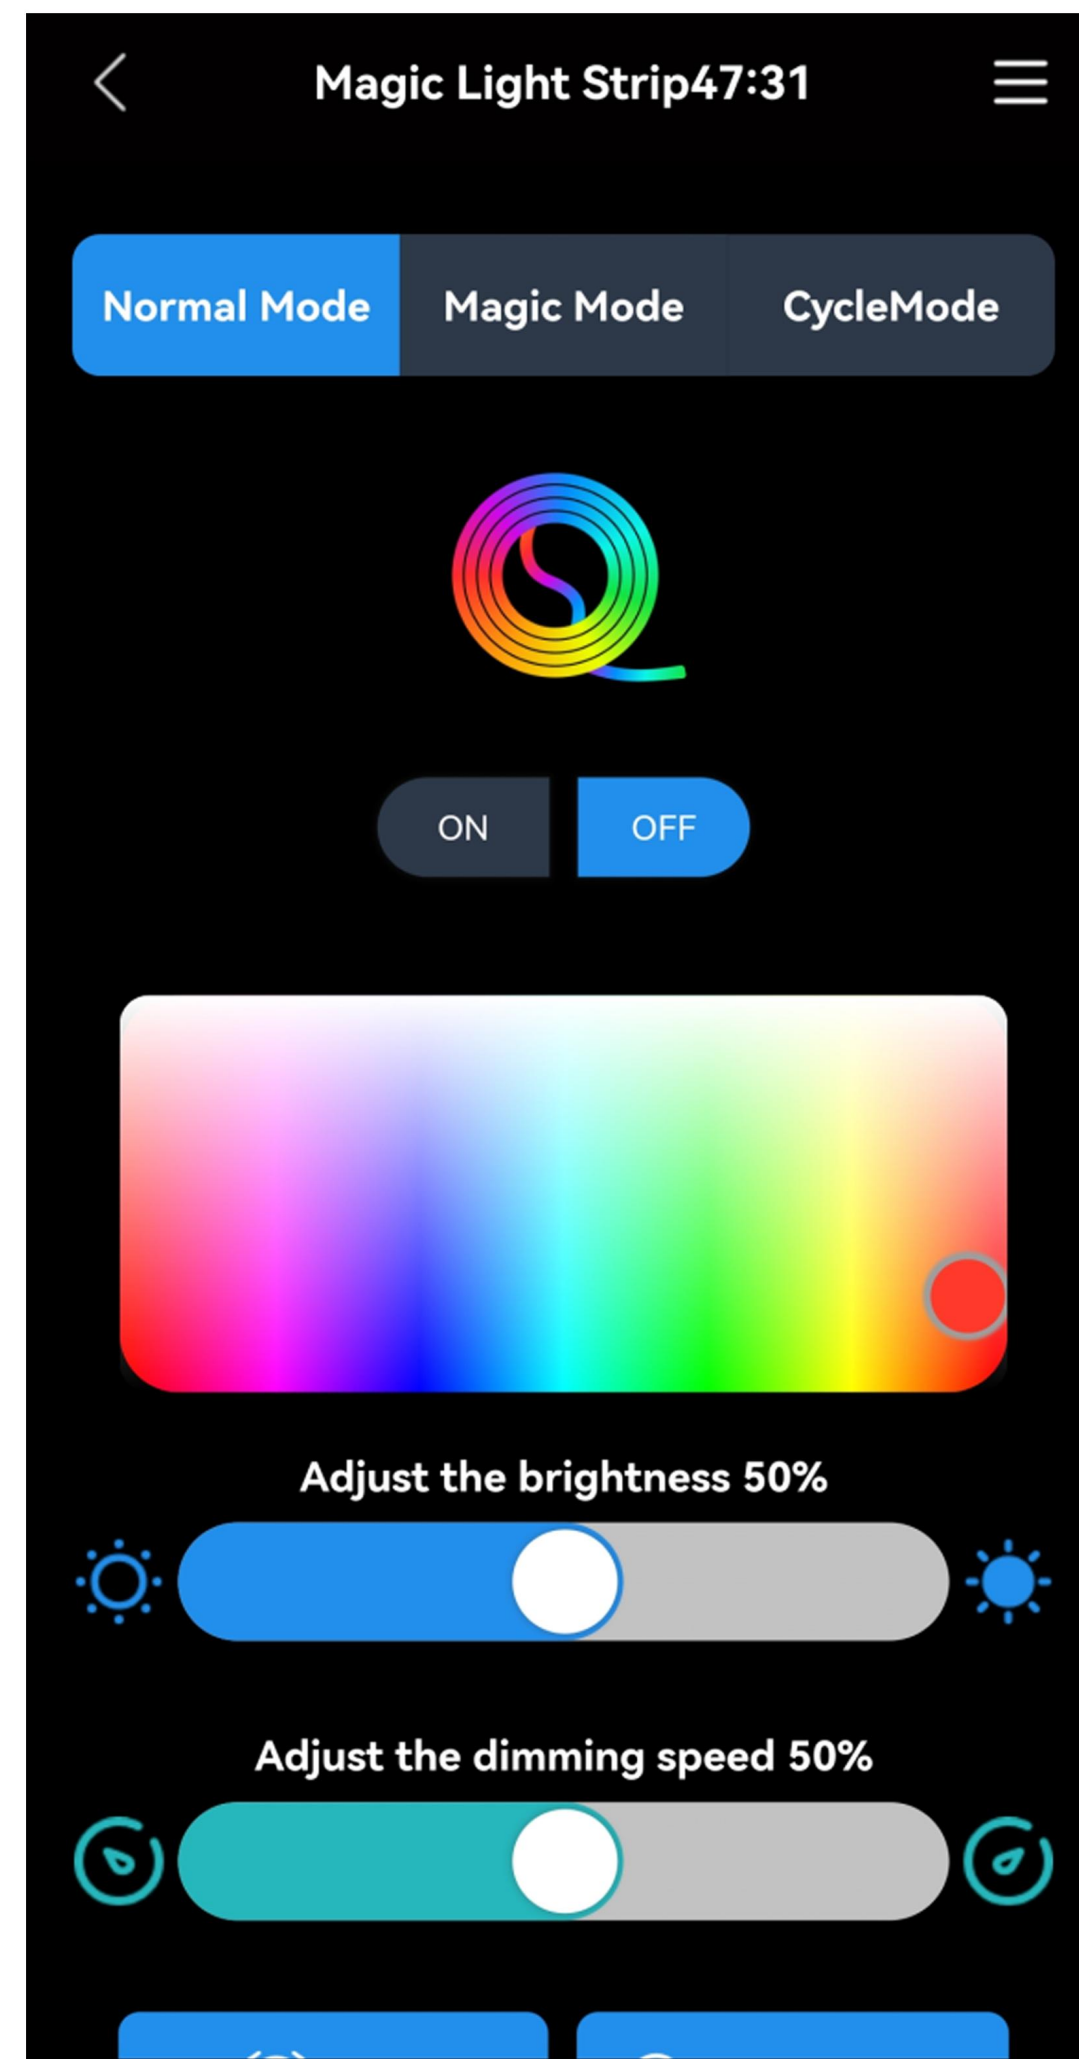 Magic Light Strip47:31
Normal Mode Magic Mode CycleMode
ON OFF
Adjust the brightness 50%
Adjust the dimming speed 50%